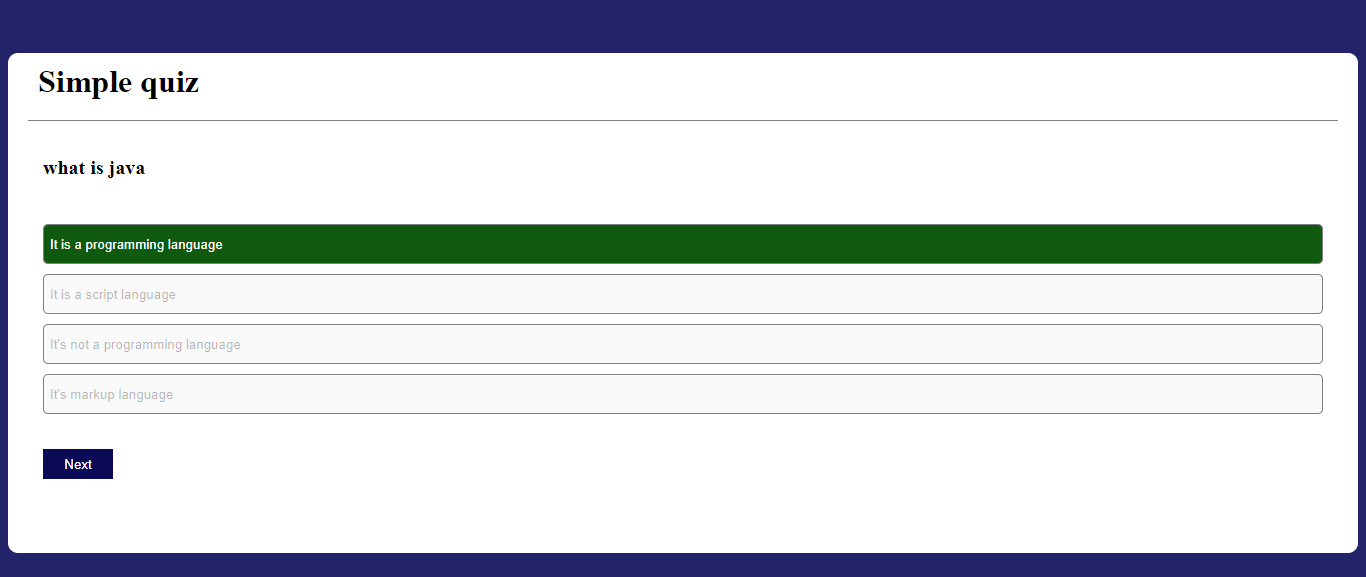 Simple quiz
what is java
It is a programming language
It is a script language
It's not a programming language
It's markup language
Next